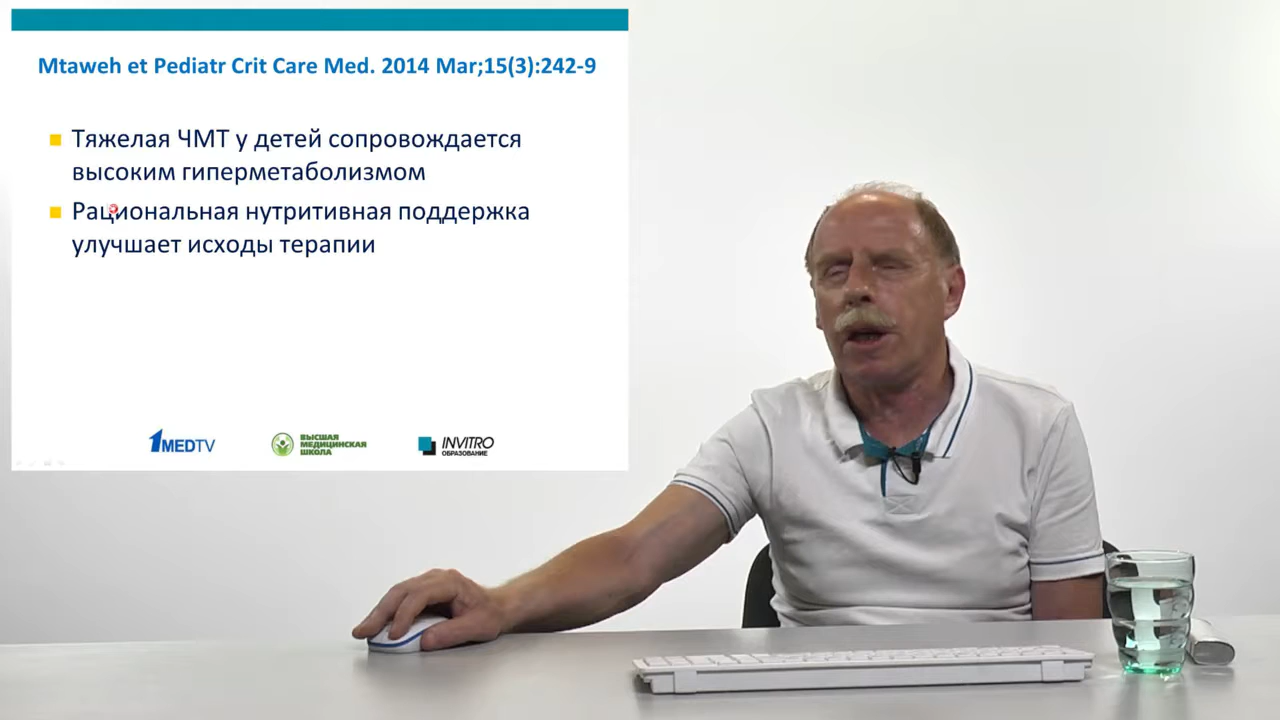 Mtaweh et Pediatr Crit Care Med. 2014 Mar;15(3):242-9
Тяжелая ЧМТ у детей сопровождается
высоким гиперметаболизмом
Рациональная нутритивная поддержка
улучшает исходы терапии
1MEDTV
ВЫСШАЯ
МЕДИЦИНСКАЯ
ШКОЛА
INVITRO
ОБРАЗОВАНИЕ